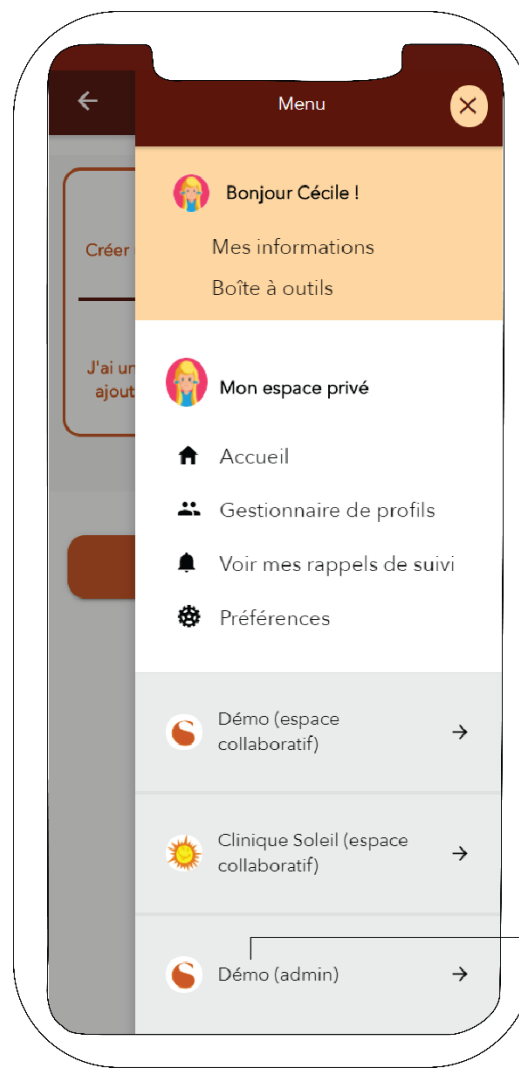 Menu
Bonjour Cécile !
Mes informations
Boîte à outils
Créer
J'ai un
ajout
Mon espace privé
Accueil
Gestionnaire de profils
Voir mes rappels de suivi
Préférences
Démo (espace
collaboratif)
Clinique Soleil (espace
collaboratif)
Démo (admin)